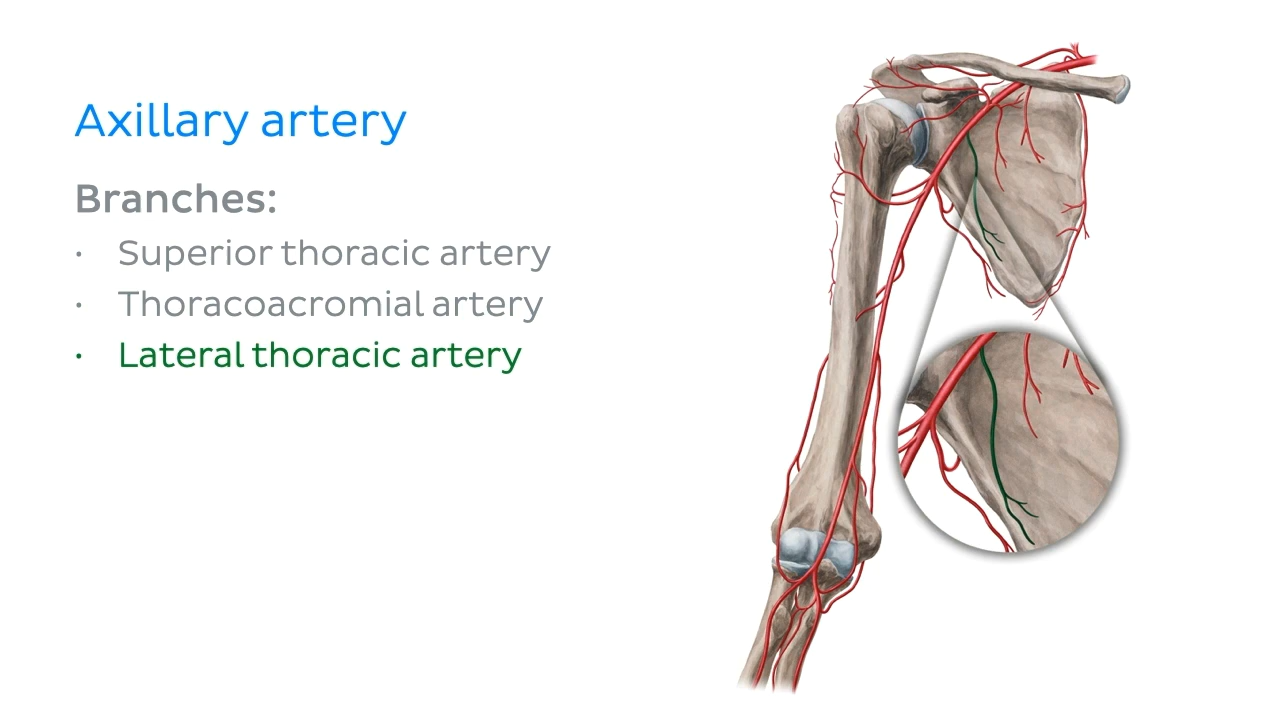 Axillary artery
Branches:
· Superior thoracic artery
· Thoracoacromial artery
· Lateral thoracic artery